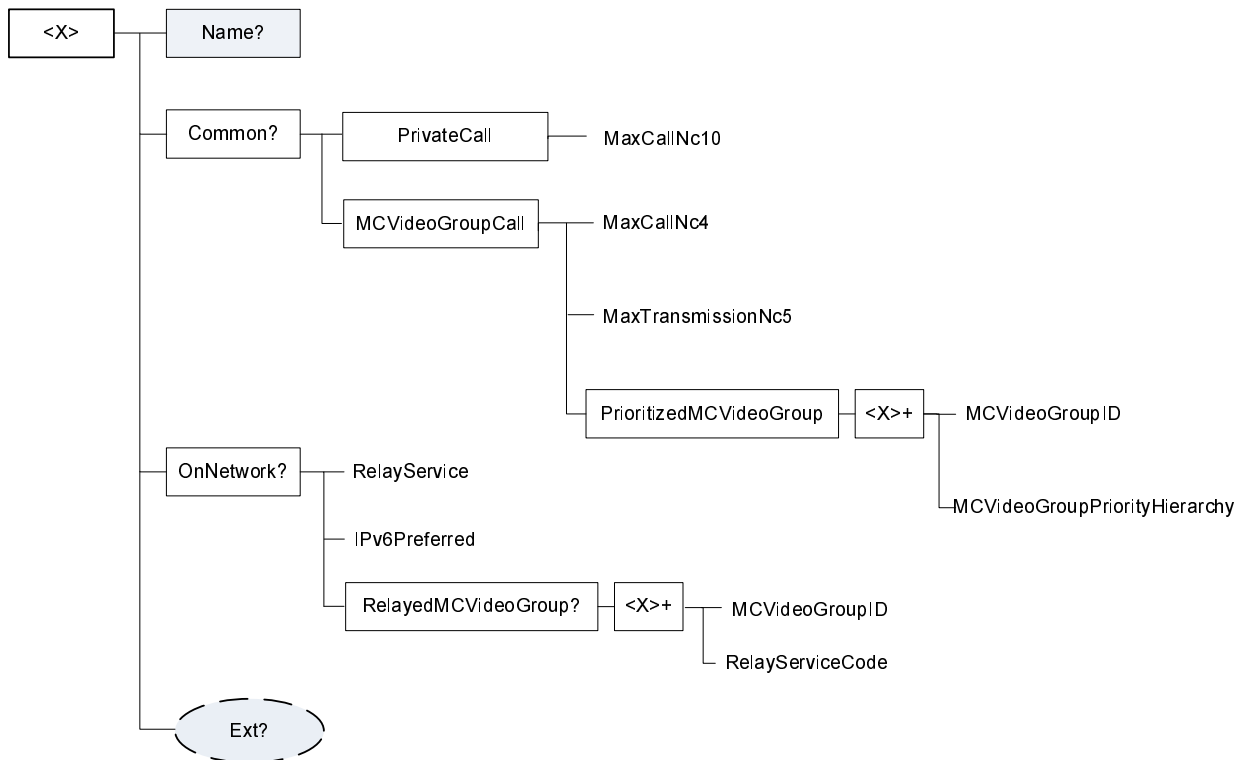 <X>
Name?
Common?
PrivateCall
MaxCallNc10
MCVideoGroupCall
MaxCallNc4
MaxTransmissionNc5
PrioritizedMCVideoGroup
<X>+
MCVideoGroupID
MCVideoGroupPriorityHierarchy
OnNetwork?
RelayService
IPv6Preferred
RelayedMCVideoGroup?
<X>+
MCVideoGroupID
RelayServiceCode
Ext?